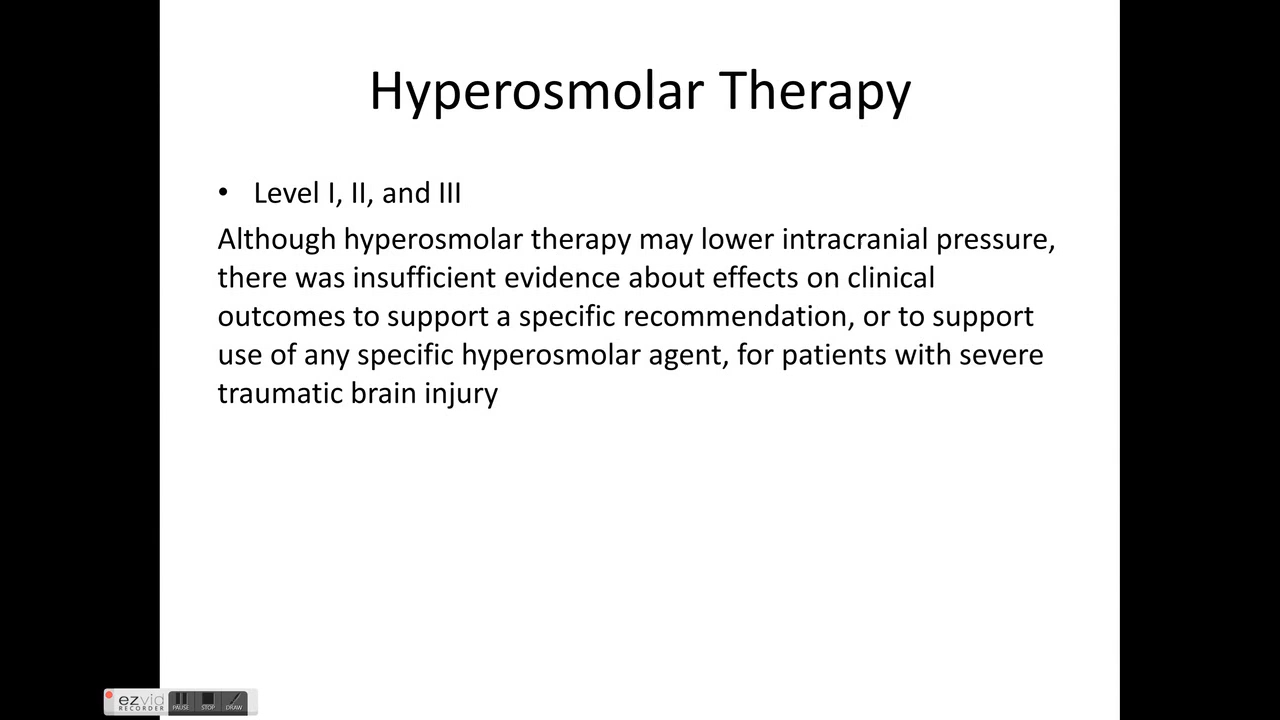 Hyperosmolar Therapy
• Level I, II, and III
Although hyperosmolar therapy may lower intracranial pressure,
there was insufficient evidence about effects on clinical
outcomes to support a specific recommendation, or to support
use of any specific hyperosmolar agent, for patients with severe
traumatic brain injury
ezvid
RECORDER
PAUSE STOP DRAW